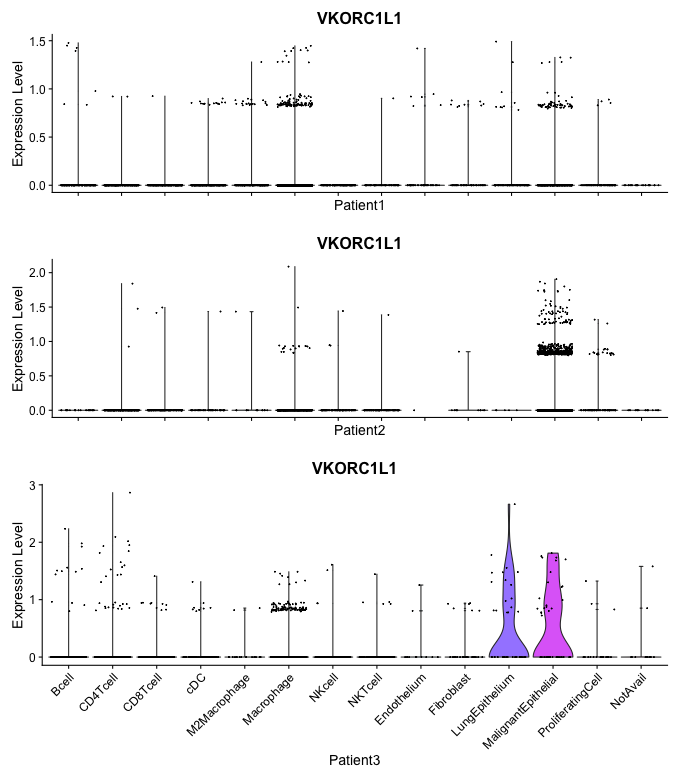 VKORC1L1
Expression Level
1.5
1.0
0.5
0.0
Patient1
VKORC1L1
Expression Level
2.0
1.5
1.0
0.5
0.0
Patient2
VKORC1L1
Expression Level
3
2
1
0
Bcell
CD4Tcell
CD8Tcell
cDC
M2Macrophage
Macrophage
NKcell
NKTcell
Endothelium
Fibroblast
LungEpithelium
MalignantEpithelial
ProliferatingCell
NotAvail
Patient3